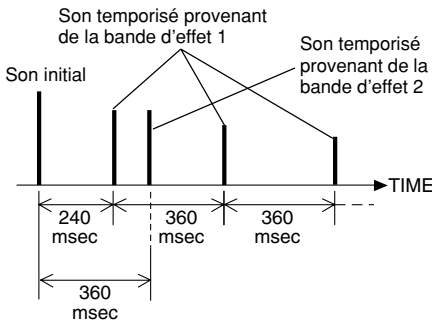 Son temporisé provenant
de la bande d'effet 1
Son temporisé
provenant de la
bande d'effet 2
Son initial
TIME
240
msec
360
msec
360
msec
360
msec